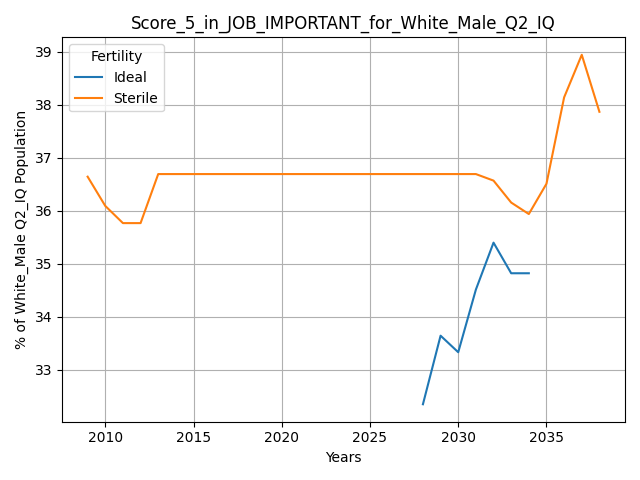 Score_5_in_JOB_IMPORTANT_for_White_Male_Q2_IQ
Fertility
Ideal
Sterile
% of White_Male Q2_IQ Population
39
38
37
36
35
34
33
2010 2015 2020 2025 2030 2035
Years